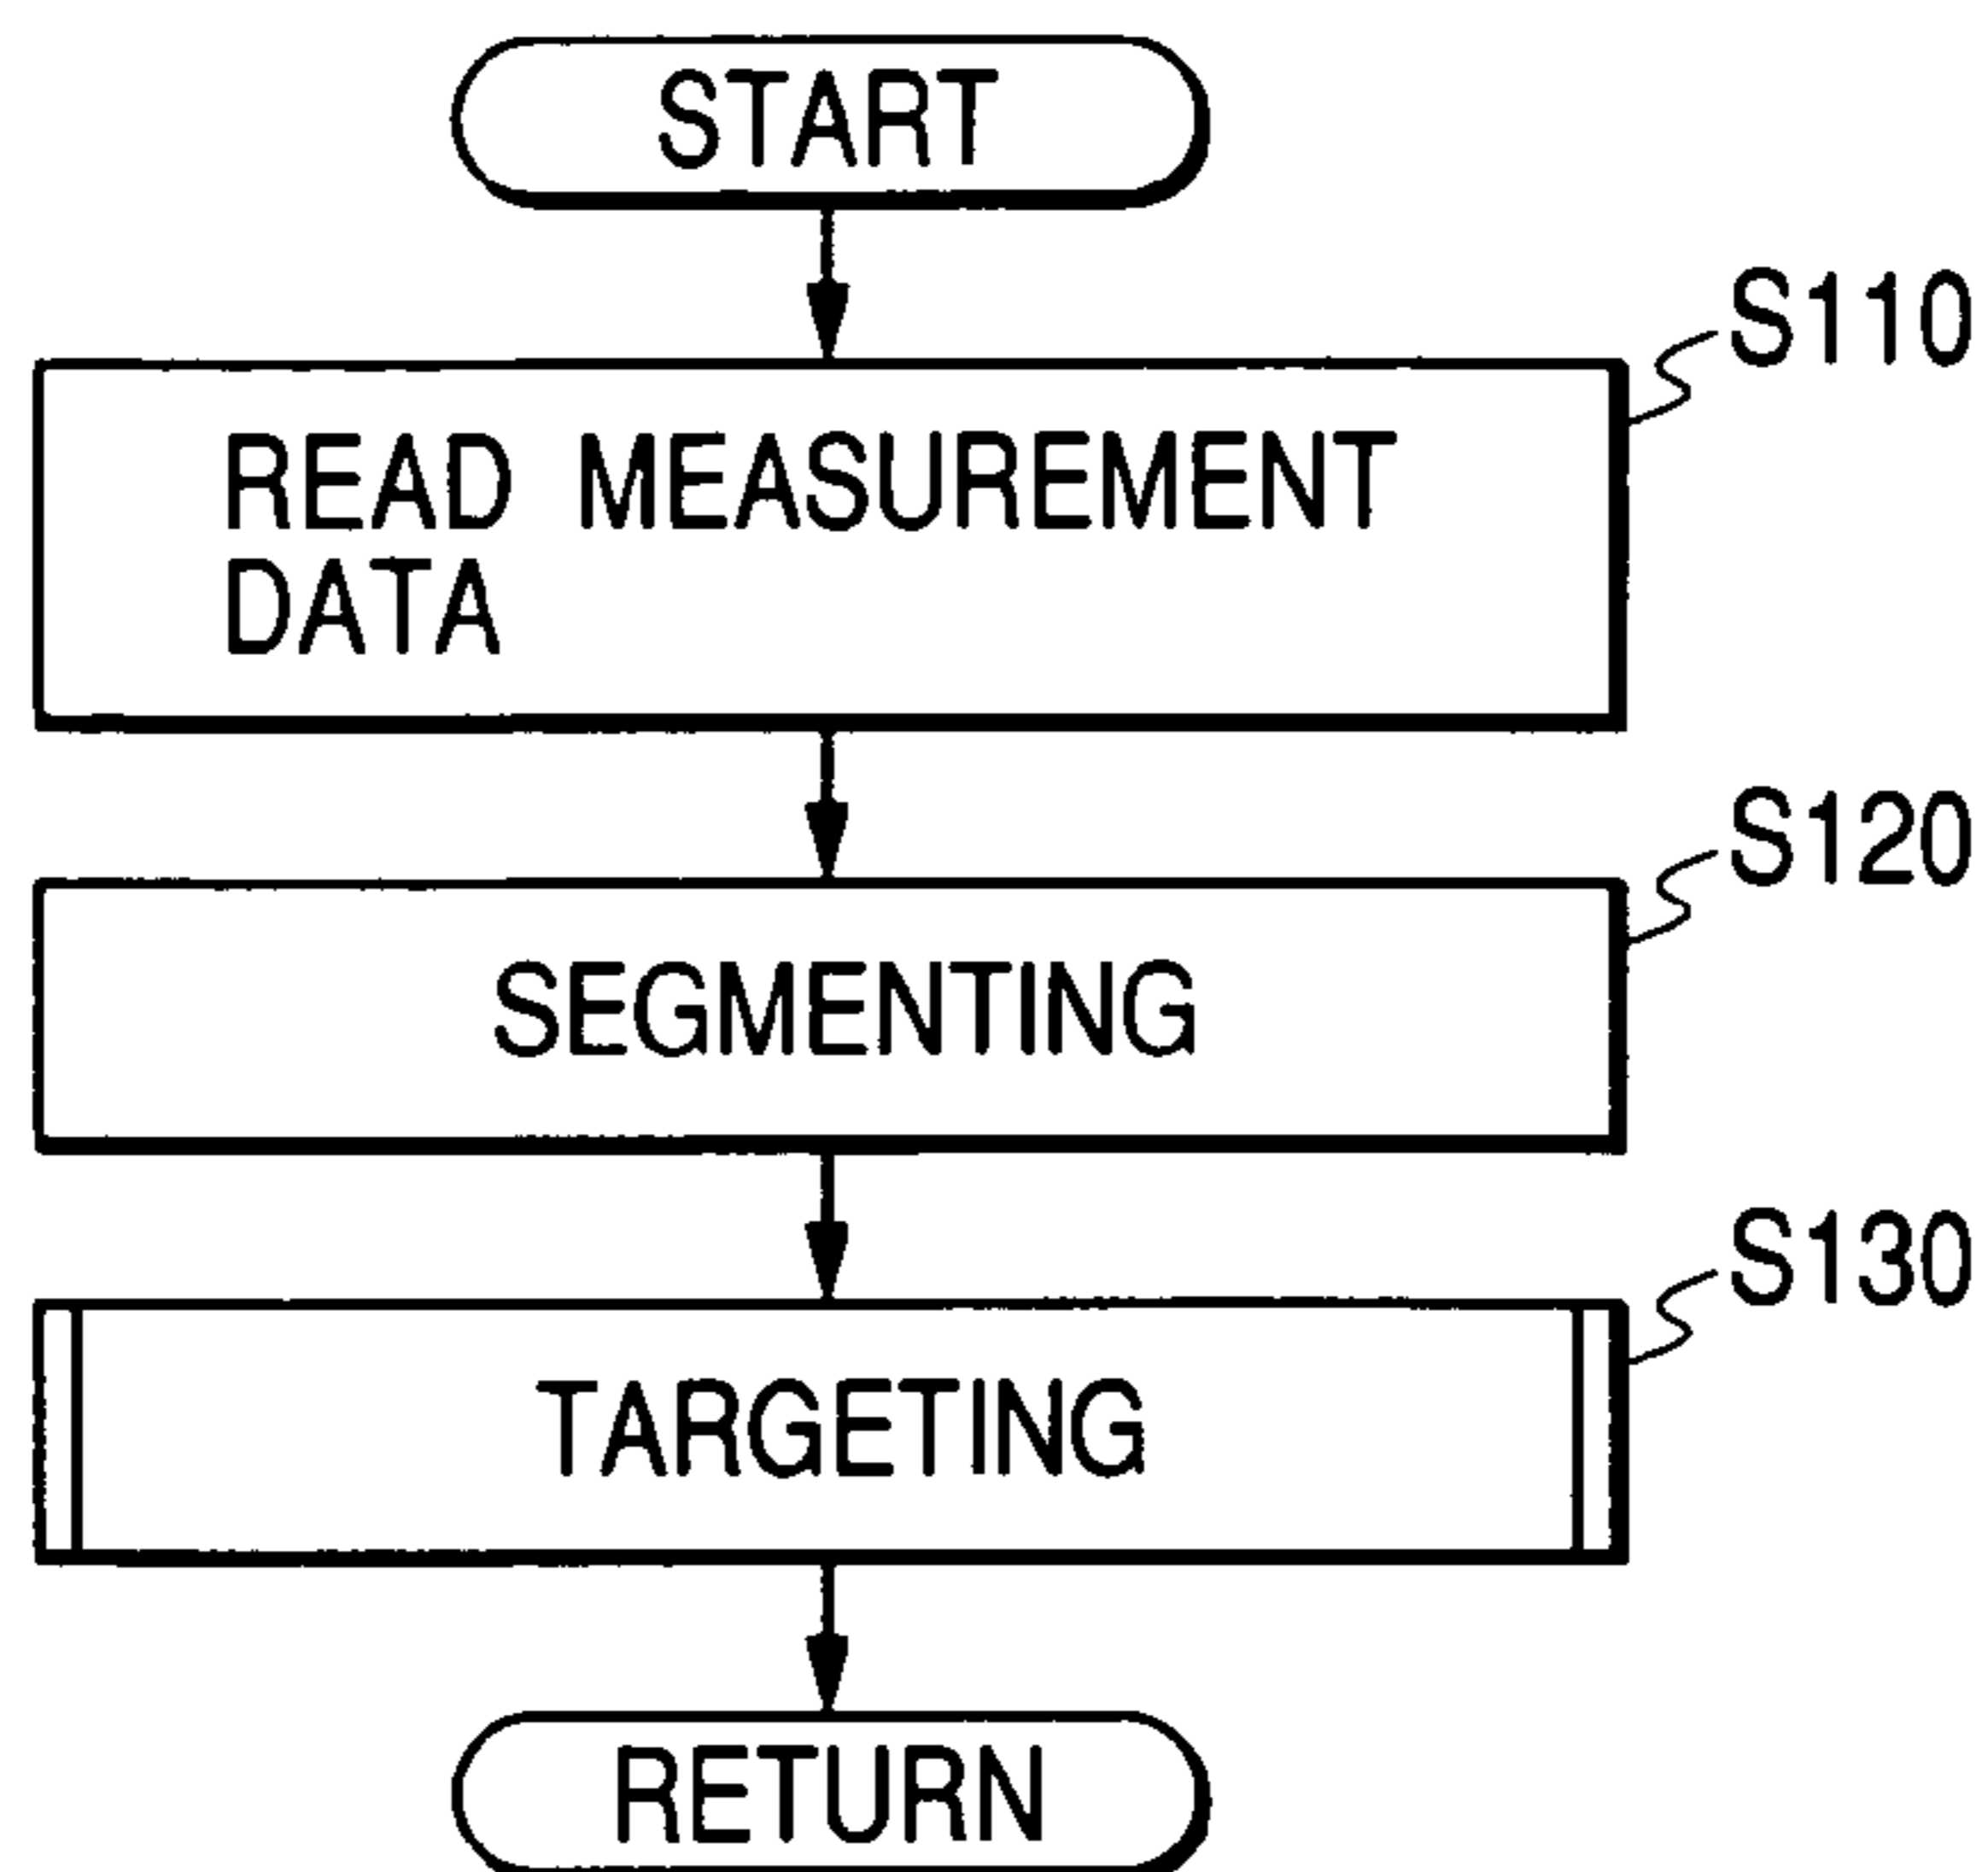 START
S110
READ MEASUREMENT
DATA
S120
SEGMENTING
S130
TARGETING
RETURN